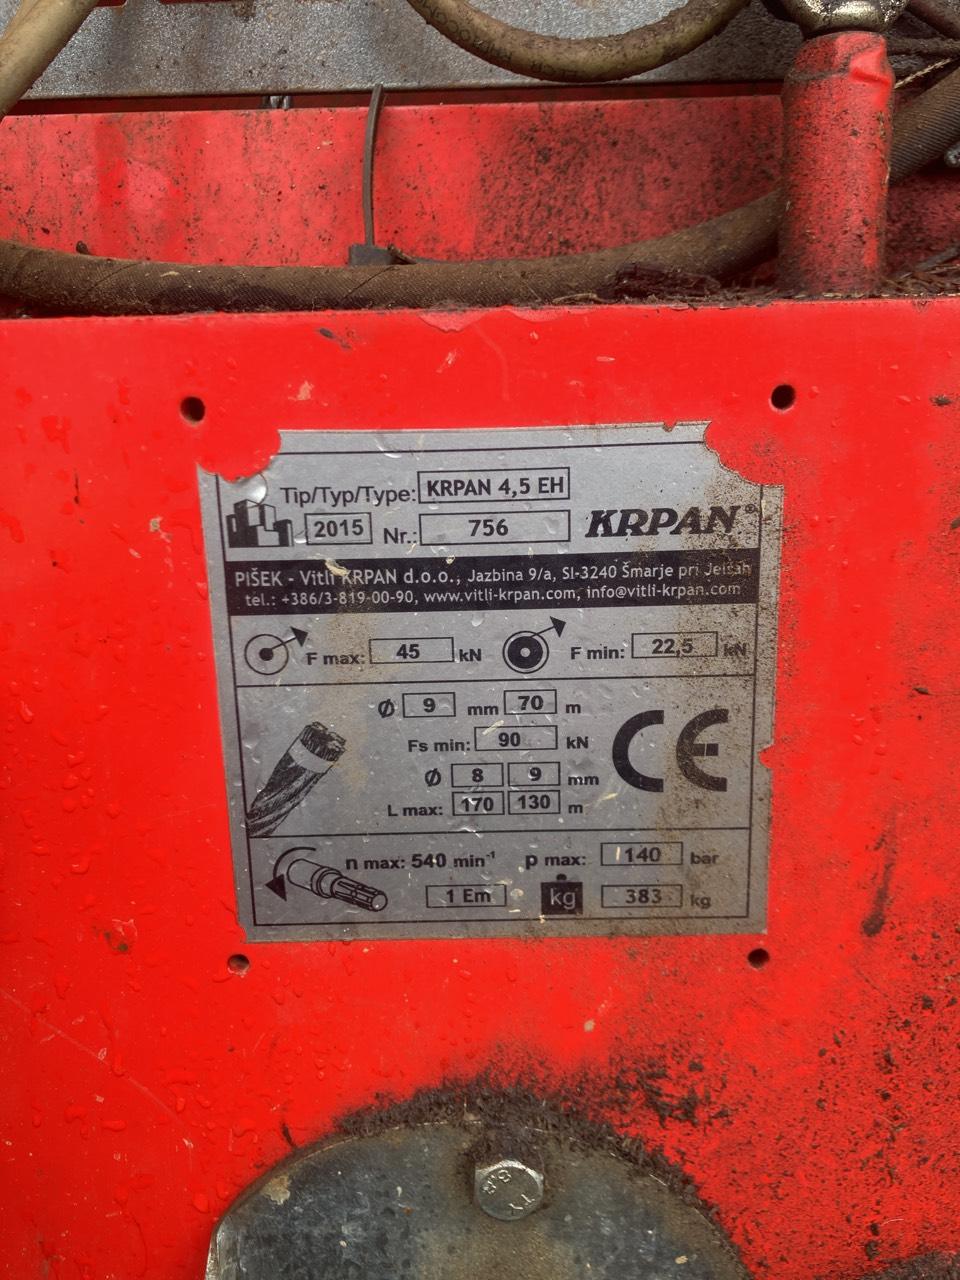 Tip/Typ/Type: KRPAN 4,5 EH
2015 Nr.: 756 KRPAN®
PIŠEK - Vitli KRPAN d.o.o., Jazbina 9/a, SI-3240 Šmarje pri Jelšah
tel.: +386/3-819-00-90, www.vitli-krpan.com, info@vitli-krpan.com
F max: 45 kN F min: 22,5 kN
Ø 9 mm 70 m
Fs min: 90 kN
Ø 8 9 mm
L max: 170 130 m
CE
n max: 540 min⁻¹ p max: 140 bar
1 Em kg 383 kg
8.8